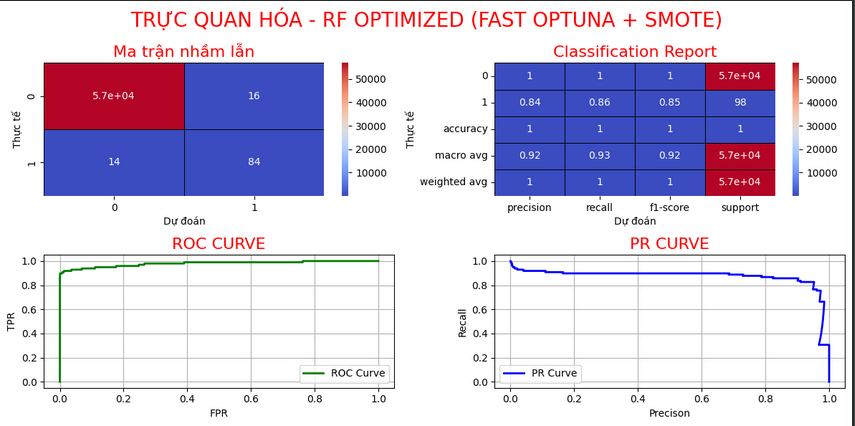 TRỰC QUAN HÓA - RF OPTIMIZED (FAST OPTUNA + SMOTE)
Ma trận nhầm lẫn
Thực tế
0
1
5.7e+04 16
14 84
0 1
Dự đoán
50000
40000
30000
20000
10000
Classification Report
Thực tế
0 1 1 1 5.7e+04
1 0.84 0.86 0.85 98
accuracy 1 1 1 1
macro avg 0.92 0.93 0.92 5.7e+04
weighted avg 1 1 1 5.7e+04
precision recall f1-score support
Dự đoán
50000
40000
30000
20000
10000
ROC CURVE
TPR
1.0
0.8
0.6
0.4
0.2
0.0
ROC Curve
0.0 0.2 0.4 0.6 0.8 1.0
FPR
PR CURVE
Recall
1.0
0.8
0.6
0.4
0.2
0.0
PR Curve
0.0 0.2 0.4 0.6 0.8 1.0
Precison